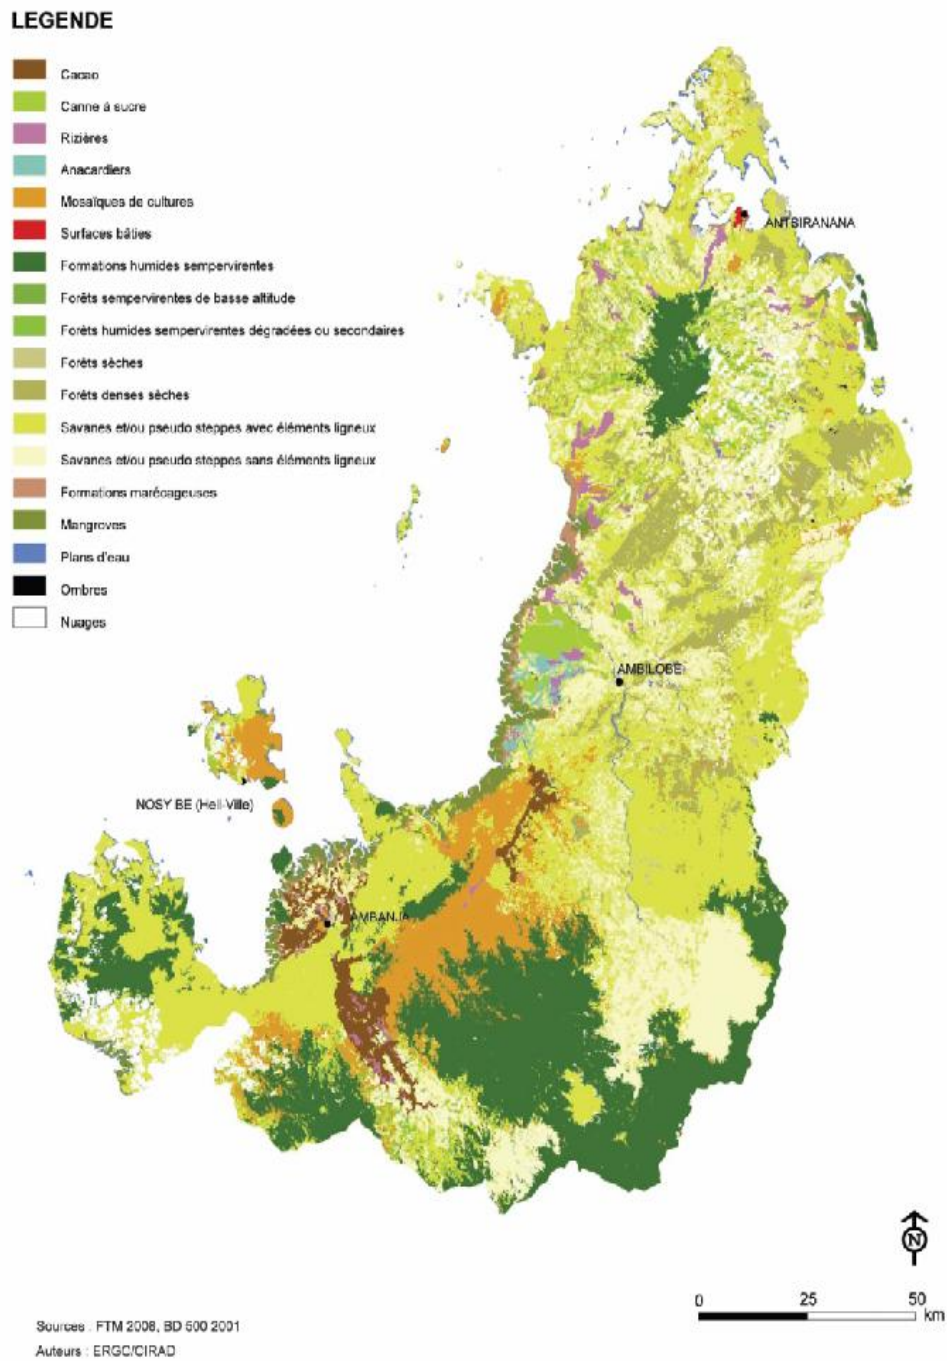 LEGENDE
Cacao
Canne à sucre
Rizières
Anacardiers
Mosaïques de cultures
Surfaces bâties
Formations humides sempervirentes
Forêts sempervirentes de basse altitude
Forêts humides sempervirentes dégradées ou secondaires
Forêts sèches
Forêts denses sèches
Savanes et/ou pseudo steppes avec éléments ligneux
Savanes et/ou pseudo steppes sans éléments ligneux
Formations marécageuses
Mangroves
Plans d'eau
Ombres
Nuages
ANTSIRANANA
AMBILOBE
NOSY BE (Hell-Ville)
AMBANJA
N
0 25 50
km
Sources : FTM 2008, BD 500 2001
Auteurs : ERGC/CIRAD